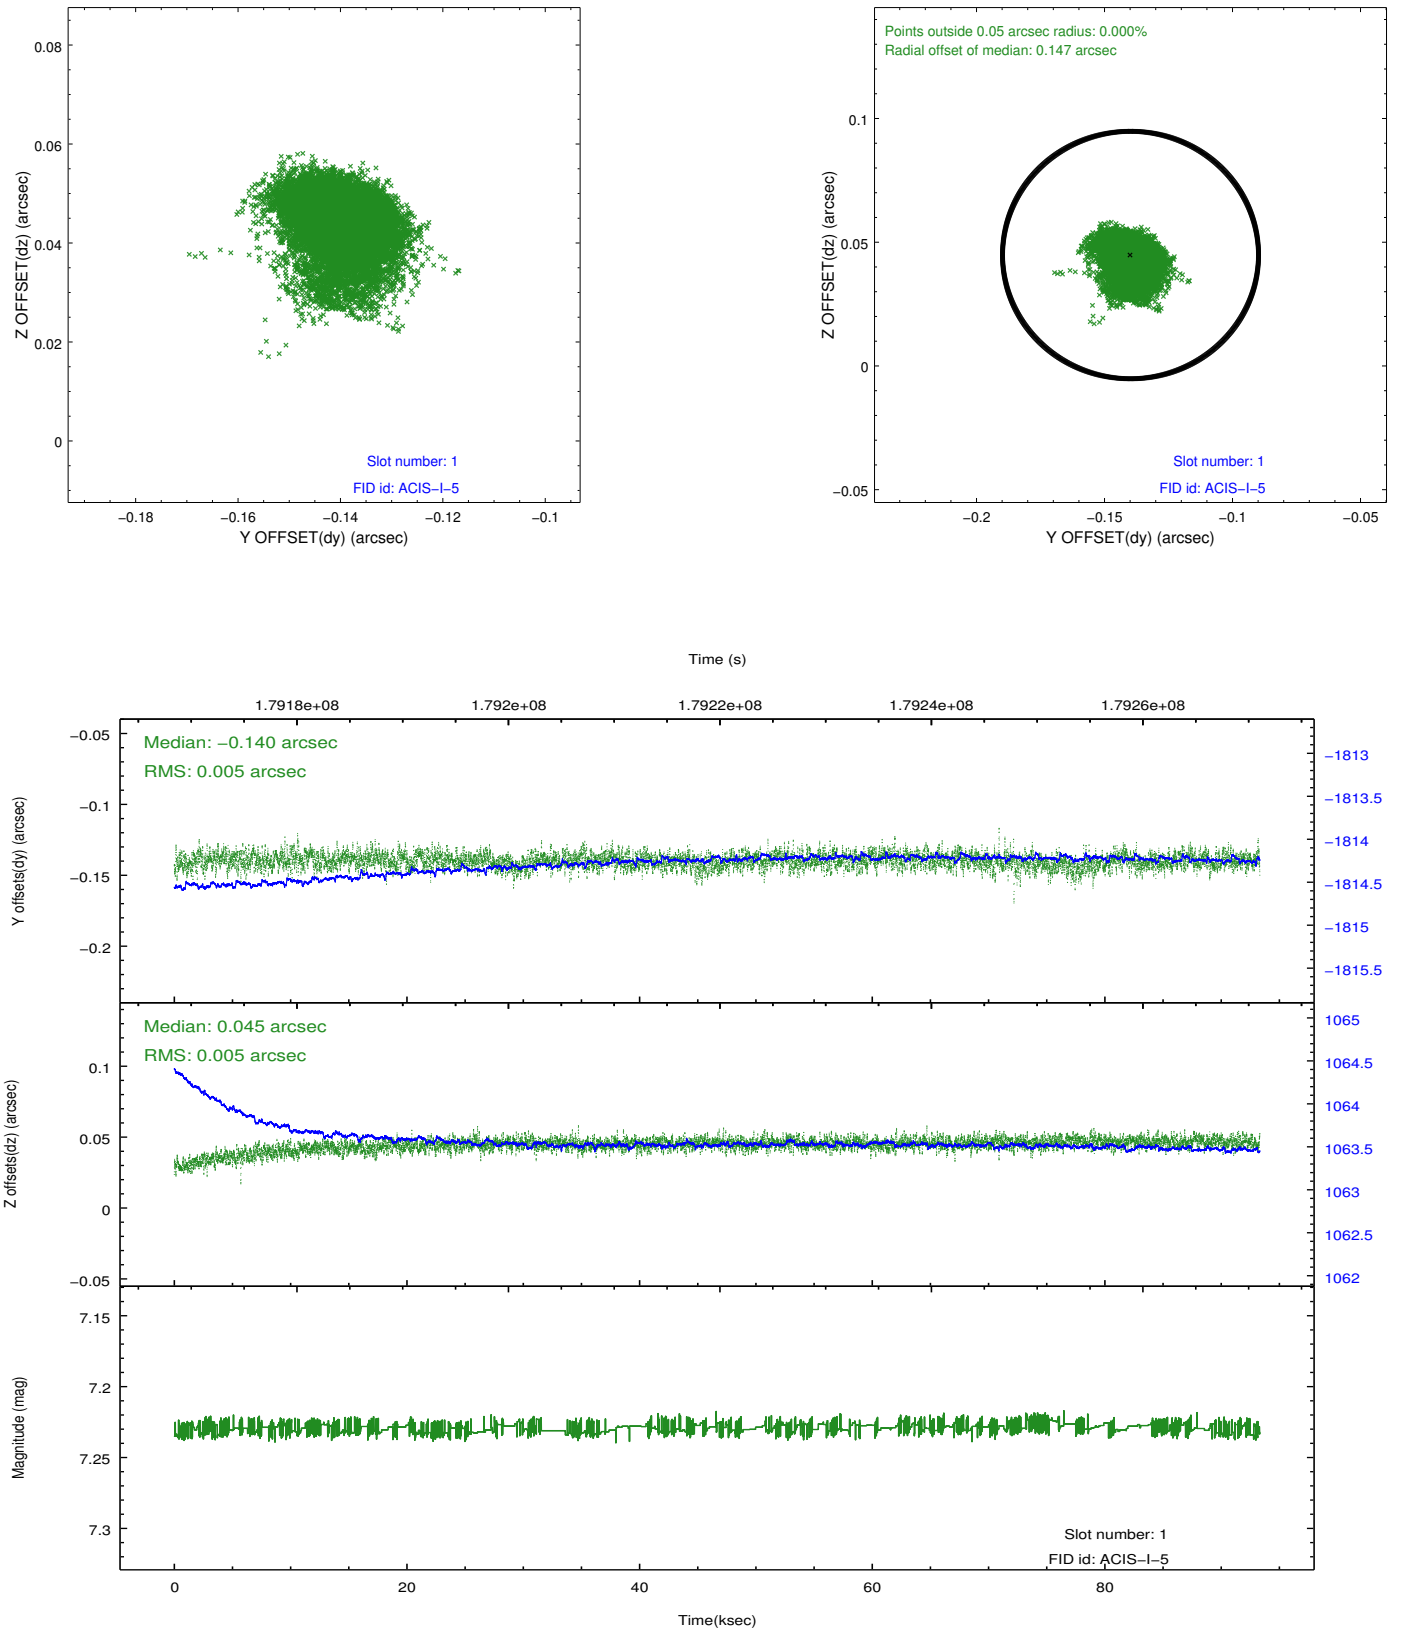 0.08
0.06
0.04
0.02
0
Z OFFSET(dz) (arcsec)
Slot number: 1
FID id: ACIS−I−5
−0.18 −0.16 −0.14 −0.12 −0.1
Y OFFSET(dy) (arcsec)
Points outside 0.05 arcsec radius: 0.000%
Radial offset of median: 0.147 arcsec
0.1
0.05
0
−0.05
Z OFFSET(dz) (arcsec)
Slot number: 1
FID id: ACIS−I−5
−0.2 −0.15 −0.1 −0.05
Y OFFSET(dy) (arcsec)
Time (s)
1.7918e+08 1.792e+08 1.7922e+08 1.7924e+08 1.7926e+08
Median: −0.140 arcsec
RMS: 0.005 arcsec
−0.05
−0.1
−0.15
−0.2
Y offsets(dy) (arcsec)
−1813
−1813.5
−1814
−1814.5
−1815
−1815.5
Median: 0.045 arcsec
RMS: 0.005 arcsec
0.1
0.05
0
−0.05
Z offsets(dz) (arcsec)
1065
1064.5
1064
1063.5
1063
1062.5
1062
7.15
7.2
7.25
7.3
Magnitude (mag)
Slot number: 1
FID id: ACIS−I−5
0 20 40 60 80
Time(ksec)